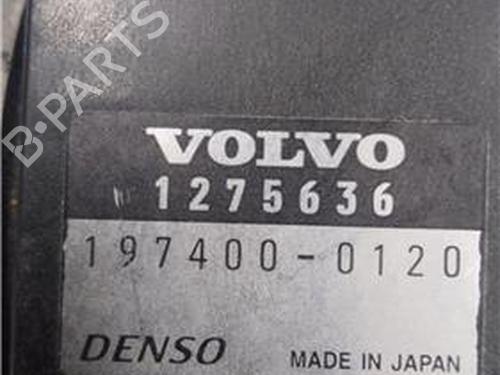 B-PARTS
VOLVO
1275636
197400-0120
DENSO MADE IN JAPAN